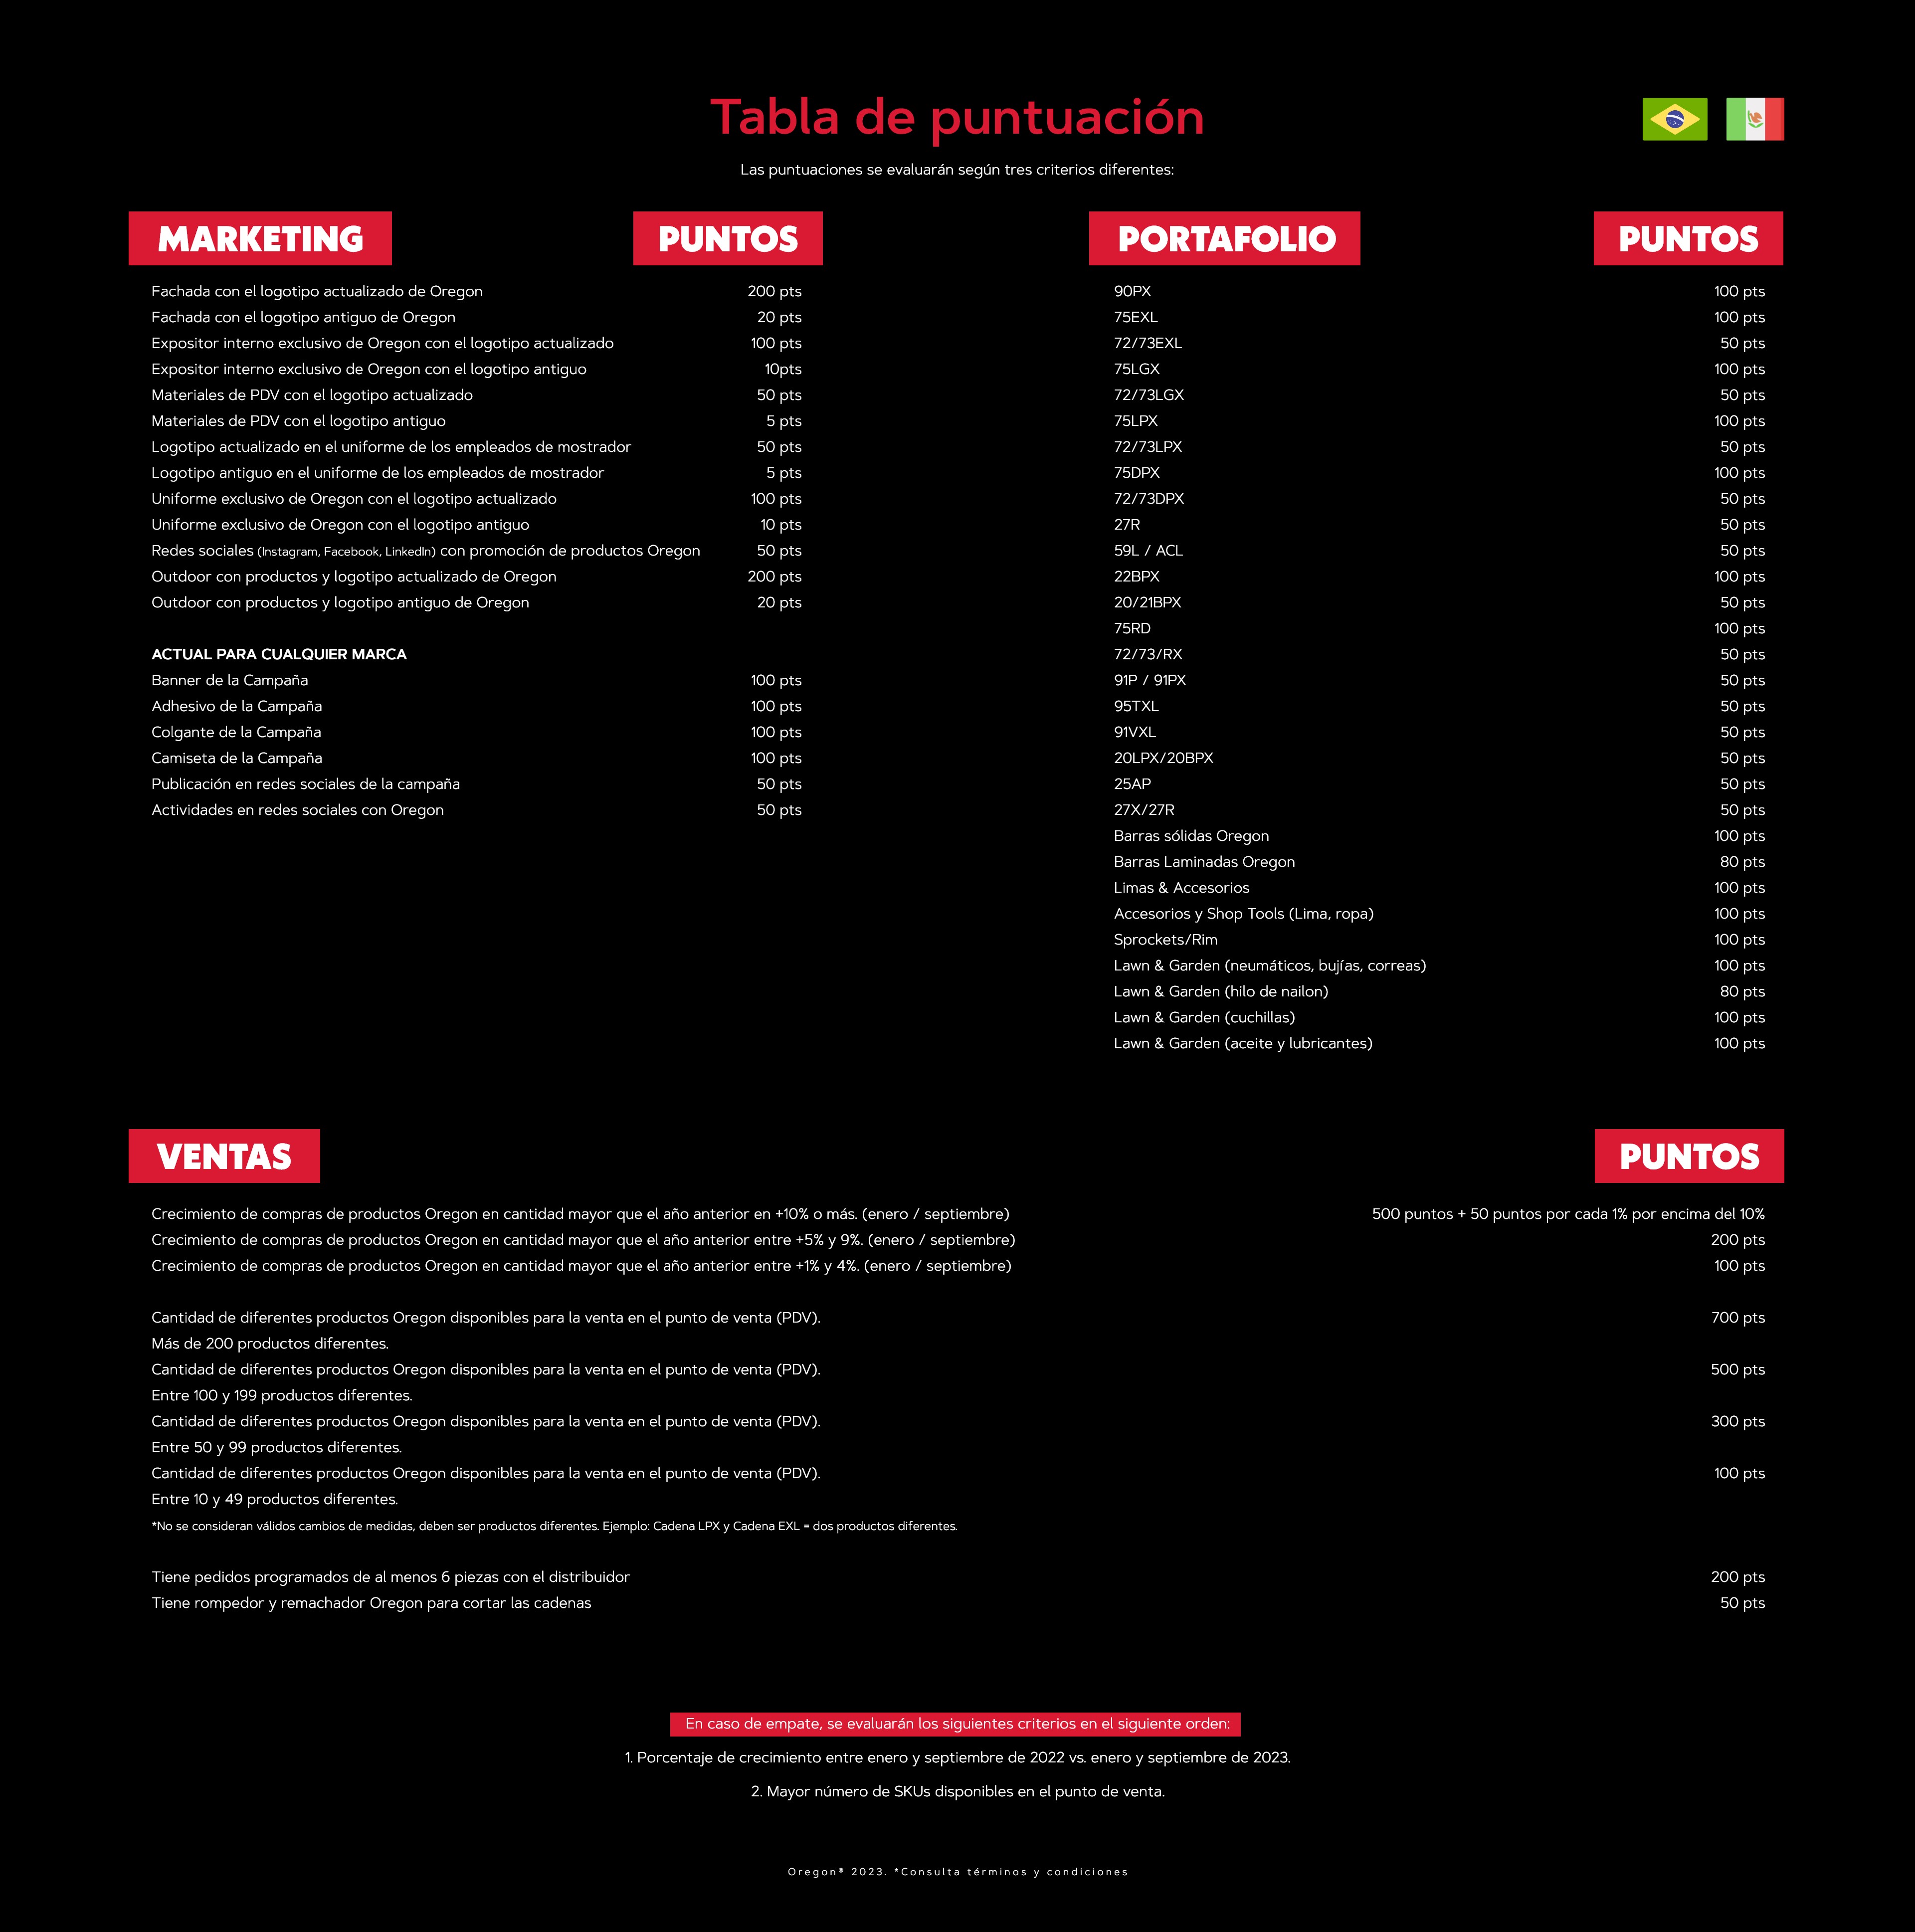 Tabla de puntuación
Las puntuaciones se evaluarán según tres criterios diferentes:
MARKETING PUNTOS
Fachada con el logotipo actualizado de Oregon 200 pts
Fachada con el logotipo antiguo de Oregon 20 pts
Expositor interno exclusivo de Oregon con el logotipo actualizado 100 pts
Expositor interno exclusivo de Oregon con el logotipo antiguo 10pts
Materiales de PDV con el logotipo actualizado 50 pts
Materiales de PDV con el logotipo antiguo 5 pts
Logotipo actualizado en el uniforme de los empleados de mostrador 50 pts
Logotipo antiguo en el uniforme de los empleados de mostrador 5 pts
Uniforme exclusivo de Oregon con el logotipo actualizado 100 pts
Uniforme exclusivo de Oregon con el logotipo antiguo 10 pts
Redes sociales (Instagram, Facebook, LinkedIn) con promoción de productos Oregon 50 pts
Outdoor con productos y logotipo actualizado de Oregon 200 pts
Outdoor con productos y logotipo antiguo de Oregon 20 pts
ACTUAL PARA CUALQUIER MARCA
Banner de la Campaña 100 pts
Adhesivo de la Campaña 100 pts
Colgante de la Campaña 100 pts
Camiseta de la Campaña 100 pts
Publicación en redes sociales de la campaña 50 pts
Actividades en redes sociales con Oregon 50 pts
PORTAFOLIO PUNTOS
90PX 100 pts
75EXL 100 pts
72/73EXL 50 pts
75LGX 100 pts
72/73LGX 50 pts
75LPX 100 pts
72/73LPX 50 pts
75DPX 100 pts
72/73DPX 50 pts
27R 50 pts
59L / ACL 50 pts
22BPX 100 pts
20/21BPX 50 pts
75RD 100 pts
72/73/RX 50 pts
91P / 91PX 50 pts
95TXL 50 pts
91VXL 50 pts
20LPX/20BPX 50 pts
25AP 50 pts
27X/27R 50 pts
Barras sólidas Oregon 100 pts
Barras Laminadas Oregon 80 pts
Limas & Accesorios 100 pts
Accesorios y Shop Tools (Lima, ropa) 100 pts
Sprockets/Rim 100 pts
Lawn & Garden (neumáticos, bujías, correas) 100 pts
Lawn & Garden (hilo de nailon) 80 pts
Lawn & Garden (cuchillas) 100 pts
Lawn & Garden (aceite y lubricantes) 100 pts
VENTAS PUNTOS
Crecimiento de compras de productos Oregon en cantidad mayor que el año anterior en +10% o más. (enero / septiembre) 500 puntos + 50 puntos por cada 1% por encima del 10%
Crecimiento de compras de productos Oregon en cantidad mayor que el año anterior entre +5% y 9%. (enero / septiembre) 200 pts
Crecimiento de compras de productos Oregon en cantidad mayor que el año anterior entre +1% y 4%. (enero / septiembre) 100 pts
Cantidad de diferentes productos Oregon disponibles para la venta en el punto de venta (PDV). 700 pts
Más de 200 productos diferentes.
Cantidad de diferentes productos Oregon disponibles para la venta en el punto de venta (PDV). 500 pts
Entre 100 y 199 productos diferentes.
Cantidad de diferentes productos Oregon disponibles para la venta en el punto de venta (PDV). 300 pts
Entre 50 y 99 productos diferentes.
Cantidad de diferentes productos Oregon disponibles para la venta en el punto de venta (PDV). 100 pts
Entre 10 y 49 productos diferentes.
*No se consideran válidos cambios de medidas, deben ser productos diferentes. Ejemplo: Cadena LPX y Cadena EXL = dos productos diferentes.
Tiene pedidos programados de al menos 6 piezas con el distribuidor 200 pts
Tiene rompedor y remachador Oregon para cortar las cadenas 50 pts
En caso de empate, se evaluarán los siguientes criterios en el siguiente orden:
1. Porcentaje de crecimiento entre enero y septiembre de 2022 vs. enero y septiembre de 2023.
2. Mayor número de SKUs disponibles en el punto de venta.
Oregon® 2023. *Consulta términos y condiciones